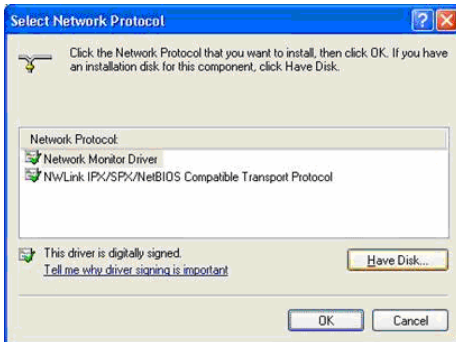 Select Network Protocol
Click the Network Protocol that you want to install, then click OK. If you have
an installation disk for this component, click Have Disk.
Network Protocol:
Network Monitor Driver
NWLink IPX/SPX/NetBIOS Compatible Transport Protocol
This driver is digitally signed.
Have Disk...
Tell me why driver signing is important
OK
Cancel